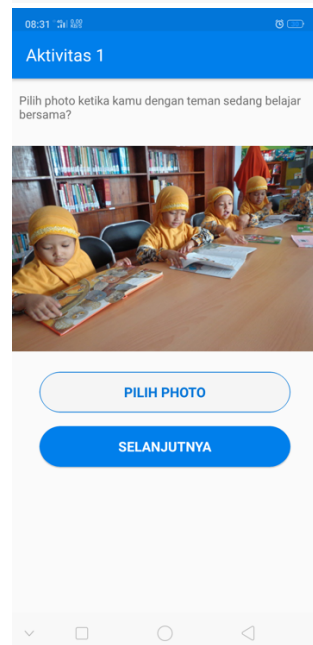 08:31
Aktivitas 1
Pilih photo ketika kamu dengan teman sedang belajar
bersama?
PILIH PHOTO
SELANJUTNYA